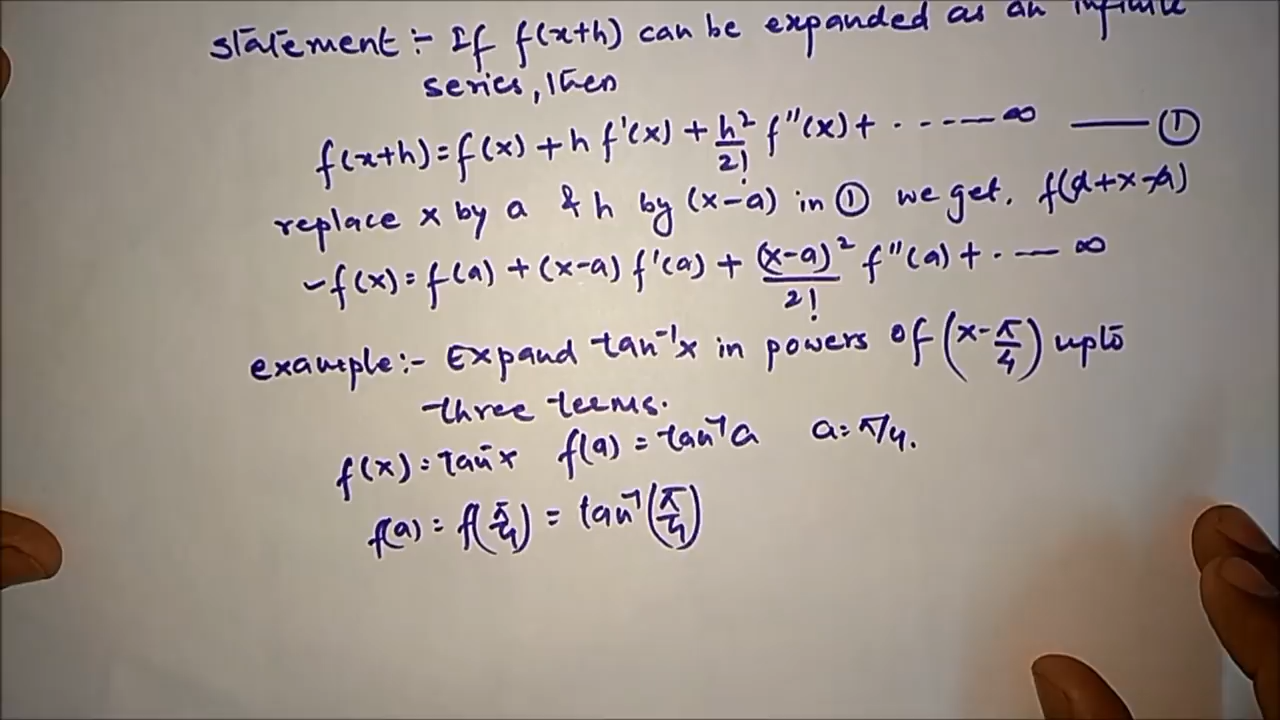 statement :- If f(x+h) can be expanded as an infinite
series, then
f(x+h) = f(x) + h f'(x) + h²/2! f''(x) + ....---- ∞ —— ①
replace x by a & h by (x-a) in ① we get. f(a+x-a)
- f(x) = f(a) + (x-a) f'(a) + (x-a)²/2! f''(a) + .--- ∞
example:- Expand tan⁻¹x in powers of (x-π/4) upto
three terms.
f(x) = tan⁻x f(a) = tan⁻¹a a = π/4.
f(a) = f(π/4) = tan⁻¹(π/4)